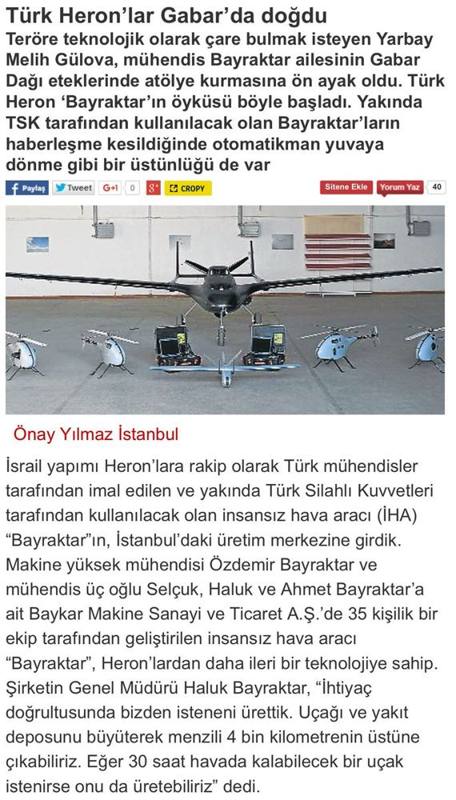 Türk Heron’lar Gabar’da doğdu
Teröre teknolojik olarak çare bulmak isteyen Yarbay
Melih Gülova, mühendis Bayraktar ailesinin Gabar
Dağı eteklerinde atölye kurmasına ön ayak oldu. Türk
Heron ‘Bayraktar’ın öyküsü böyle başladı. Yakında
TSK tarafından kullanılacak olan Bayraktar’ların
haberleşme kesildiğinde otomatikman yuvaya
dönme gibi bir üstünlüğü de var
f Paylaş Tweet G+1 0 g+ CROPY Sitene Ekle Yorum Yaz 40
Önay Yılmaz İstanbul
İsrail yapımı Heron’lara rakip olarak Türk mühendisler
tarafından imal edilen ve yakında Türk Silahlı Kuvvetleri
tarafından kullanılacak olan insansız hava aracı (İHA)
“Bayraktar”ın, İstanbul’daki üretim merkezine girdik.
Makine yüksek mühendisi Özdemir Bayraktar ve
mühendis üç oğlu Selçuk, Haluk ve Ahmet Bayraktar’a
ait Baykar Makine Sanayi ve Ticaret A.Ş.’de 35 kişilik bir
ekip tarafından geliştirilen insansız hava aracı
“Bayraktar”, Heron’lardan daha ileri bir teknolojiye sahip.
Şirketin Genel Müdürü Haluk Bayraktar, “İhtiyaç
doğrultusunda bizden isteneni ürettik. Uçağı ve yakıt
deposunu büyüterek menzili 4 bin kilometrenin üstüne
çıkabiliriz. Eğer 30 saat havada kalabilecek bir uçak
istenirse onu da üretebiliriz” dedi.